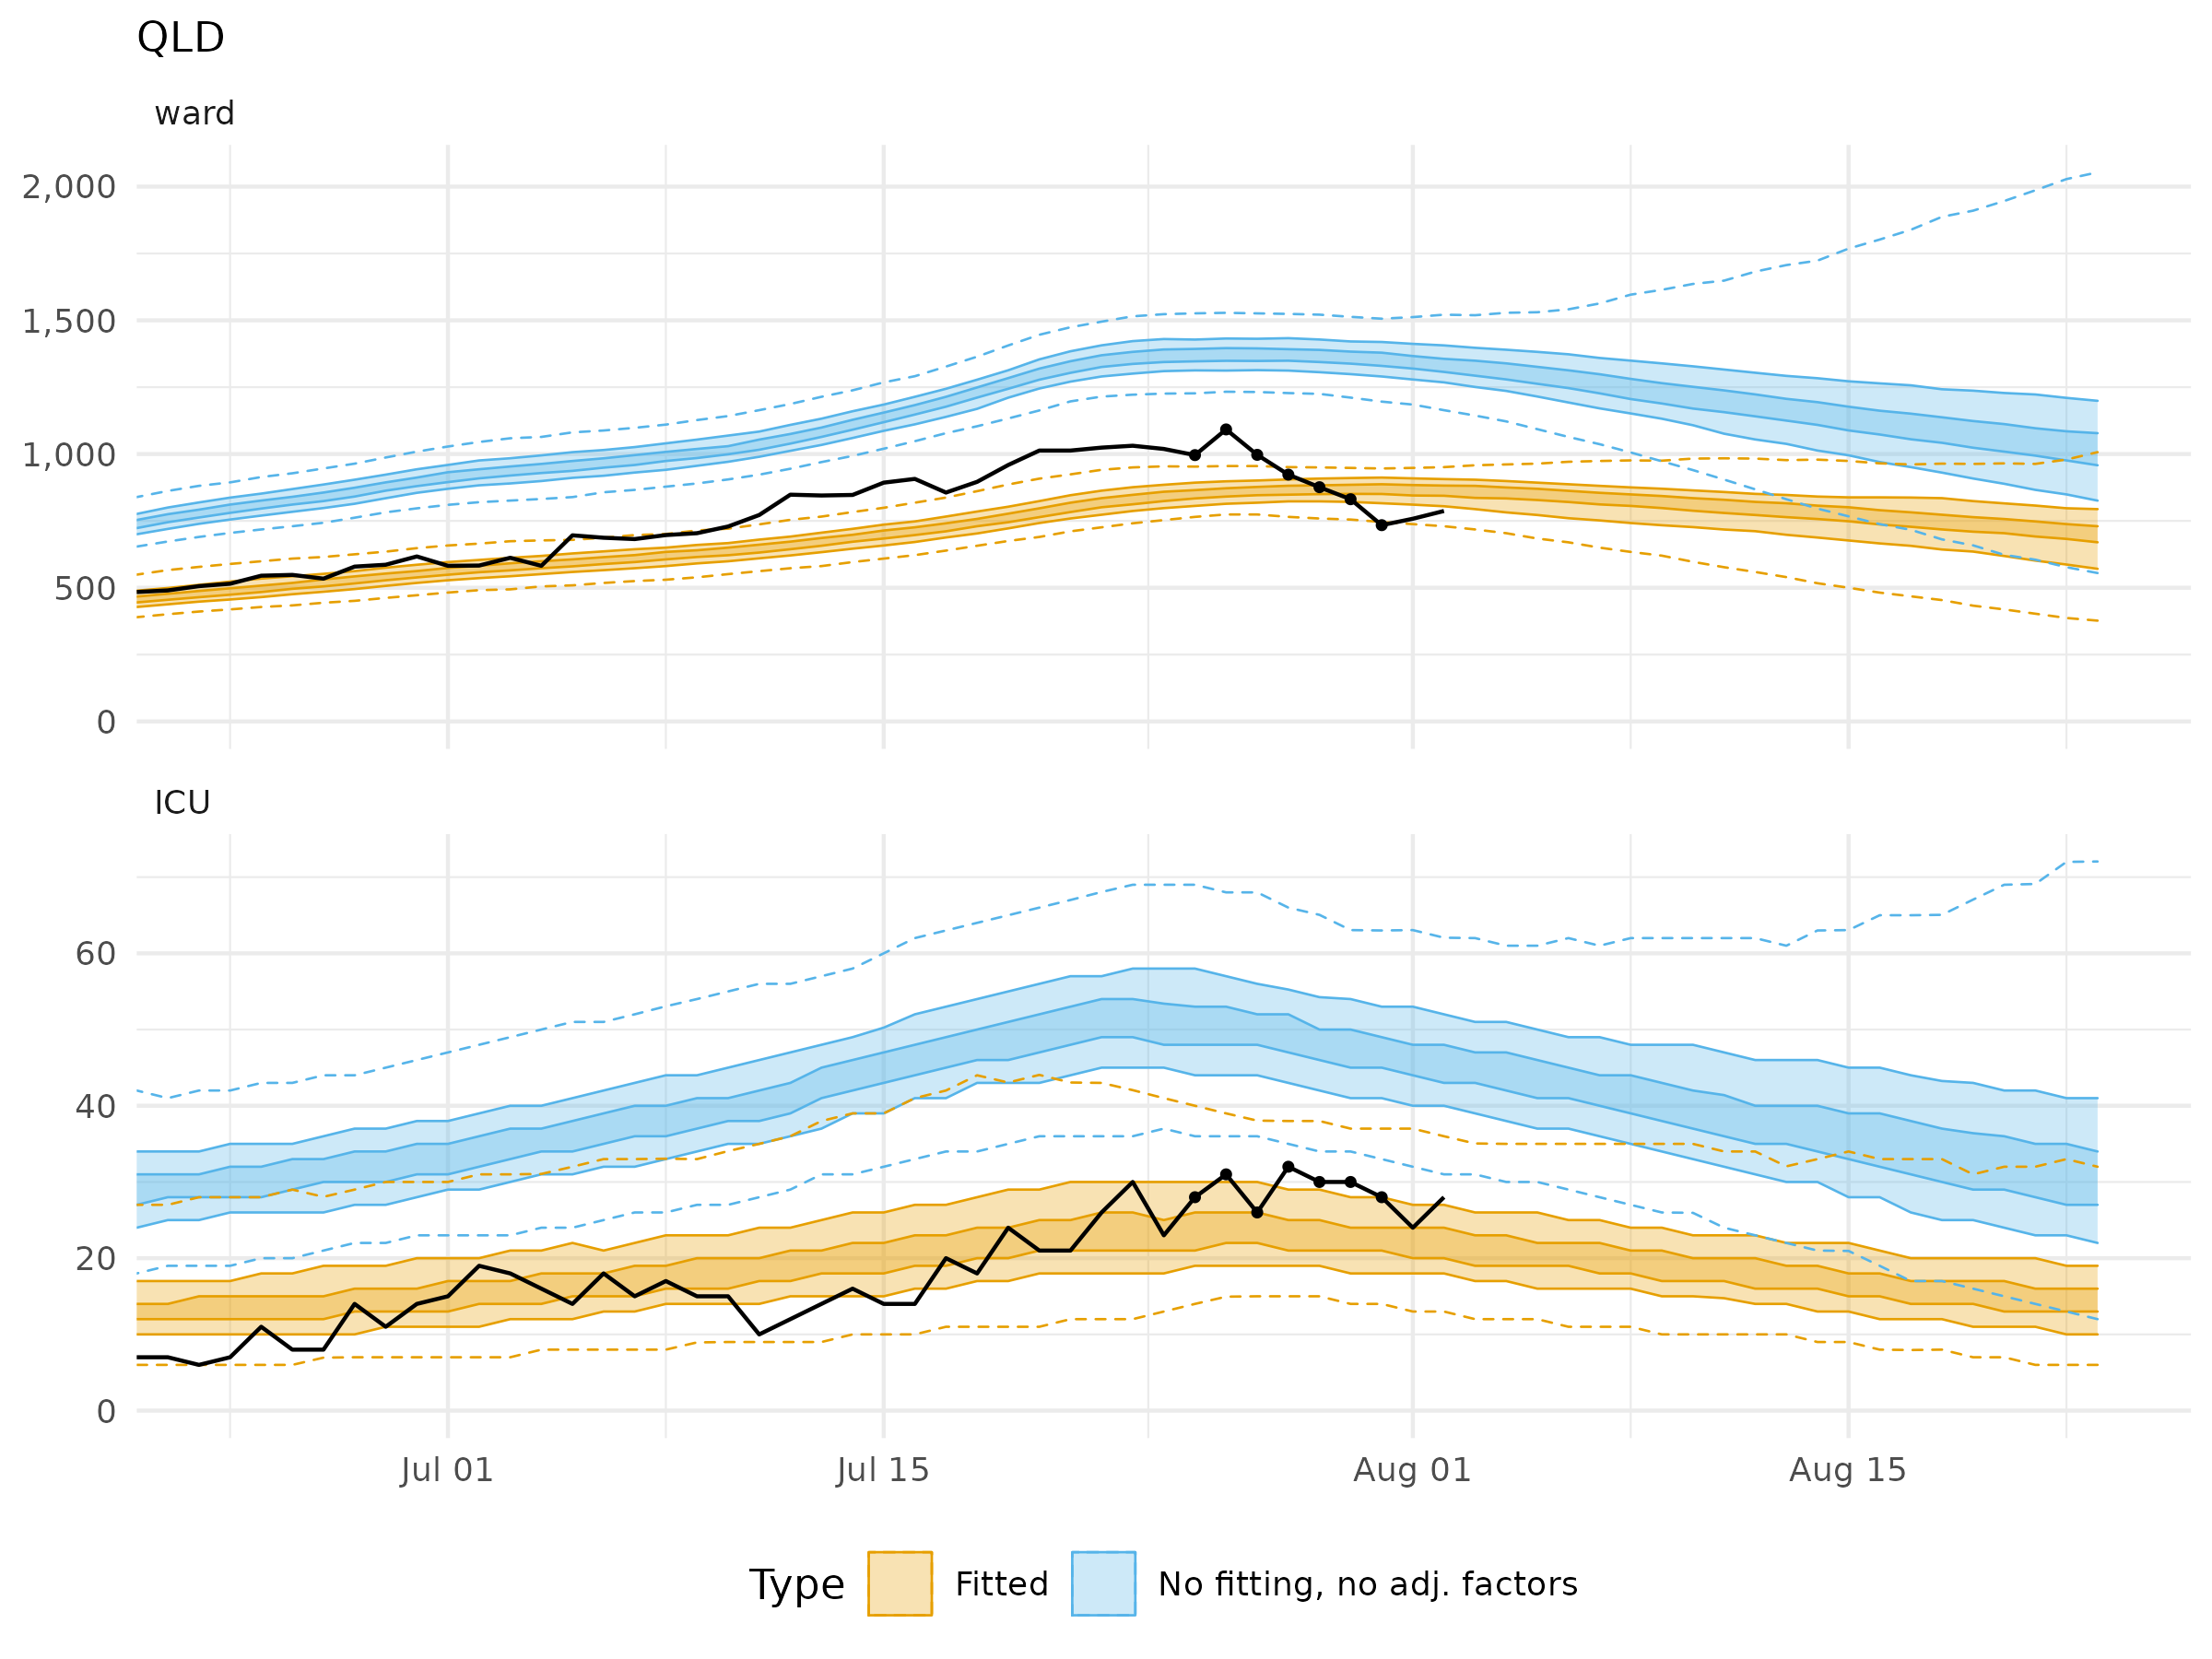 QLD
ward
2,000
1,500
1,000
500
0
ICU
60
40
20
0
Jul 01 Jul 15 Aug 01 Aug 15
Type Fitted No fitting, no adj. factors